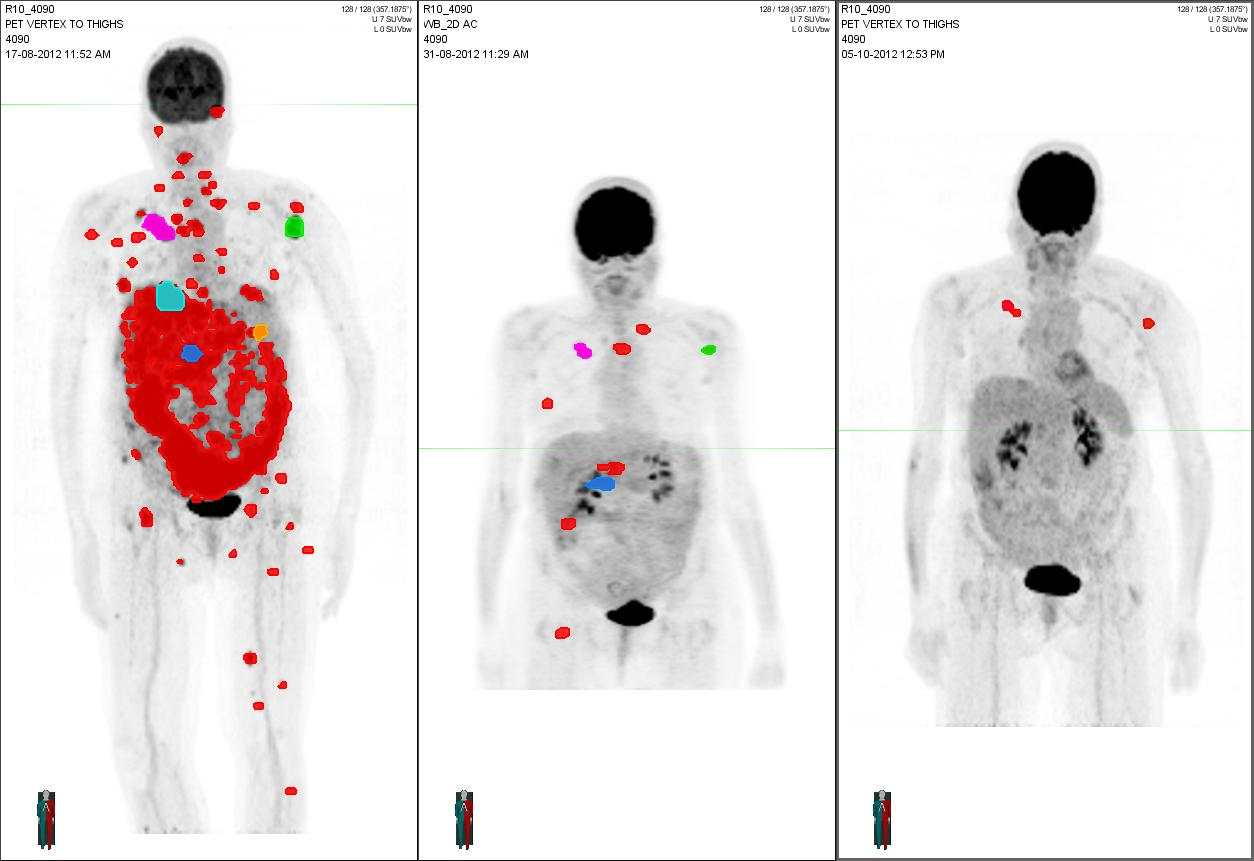 R10_4090
PET VERTEX TO THIGHS
4090
17-08-2012 11:52 AM
128 / 128 (357.1875°)
U 7 SUVbw
L 0 SUVbw
R10_4090
WB_2D AC
4090
31-08-2012 11:29 AM
128 / 128 (357.1875°)
U 7 SUVbw
L 0 SUVbw
R10_4090
PET VERTEX TO THIGHS
4090
05-10-2012 12:53 PM
128 / 128 (357.1875°)
U 7 SUVbw
L 0 SUVbw
A
A
A